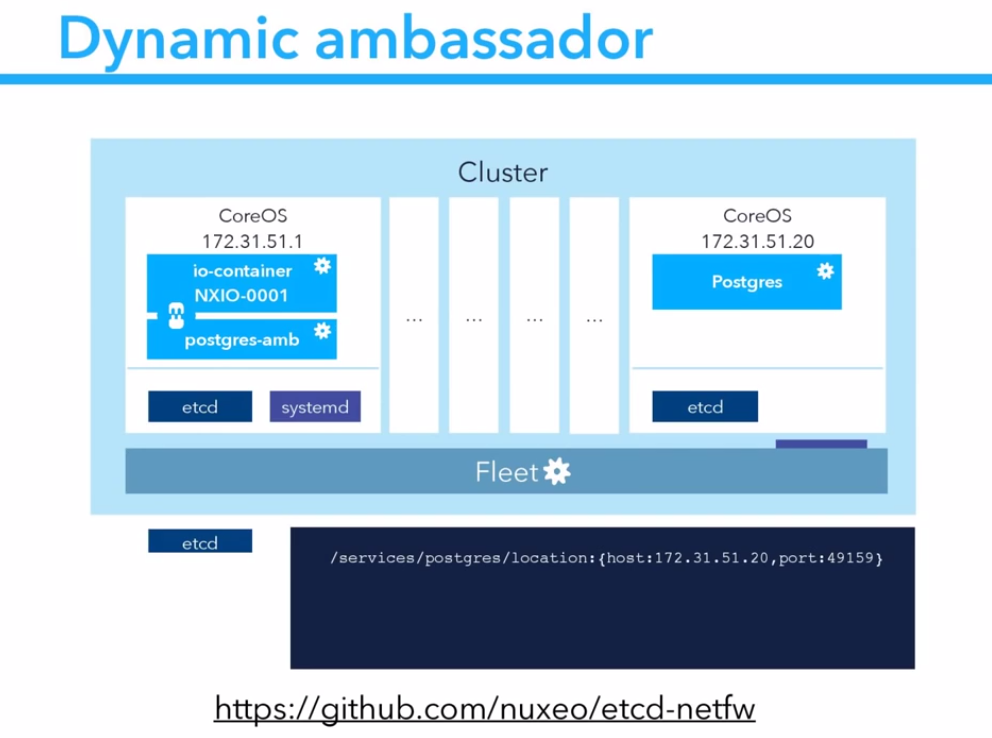 Dynamic ambassador
Cluster
CoreOS
172.31.51.1
io-container
NXIO-0001
postgres-amb
etcd
systemd
...
...
...
...
CoreOS
172.31.51.20
Postgres
etcd
Fleet
etcd
/services/postgres/location:{host:172.31.51.20,port:49159}
https://github.com/nuxeo/etcd-netfw